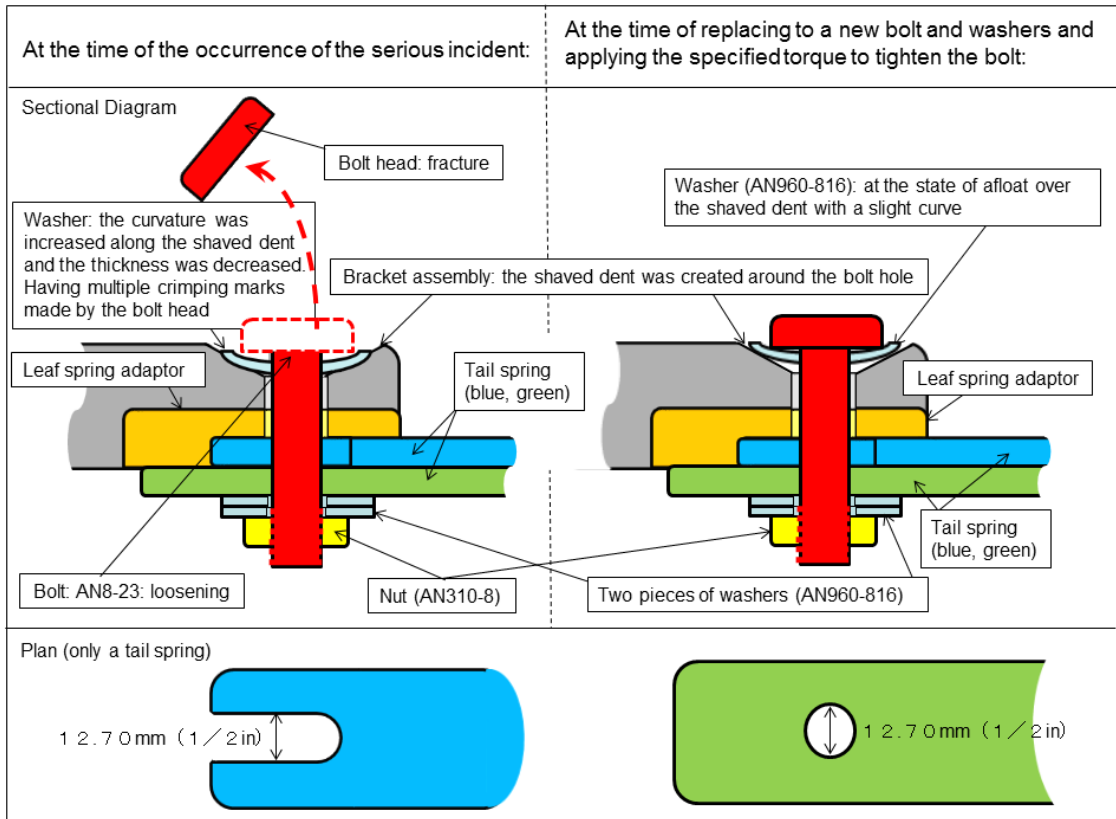 At the time of the occurrence of the serious incident:
At the time of replacing to a new bolt and washers and
applying the specified torque to tighten the bolt:
Sectional Diagram
Bolt head: fracture
Washer: the curvature was
increased along the shaved dent
and the thickness was decreased.
Having multiple crimping marks
made by the bolt head
Washer (AN960-816): at the state of afloat over
the shaved dent with a slight curve
Bracket assembly: the shaved dent was created around the bolt hole
Leaf spring adaptor
Tail spring
(blue, green)
Leaf spring adaptor
Tail spring
(blue, green)
Bolt: AN8-23: loosening
Nut (AN310-8)
Two pieces of washers (AN960-816)
Plan (only a tail spring)
12.70mm (1/2in)
12.70mm (1/2in)